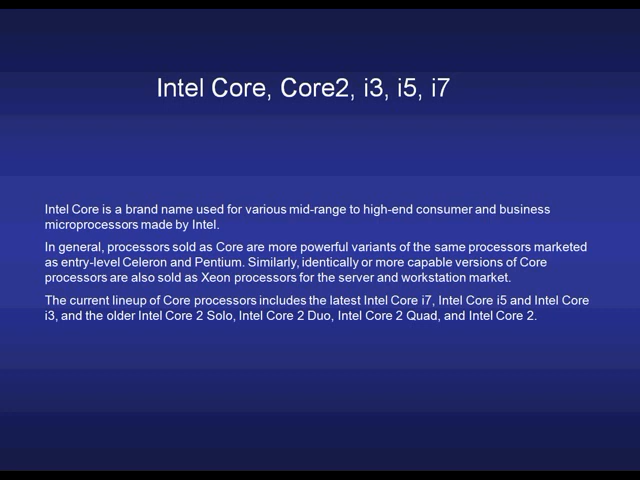 Intel Core, Core2, i3, i5, i7
Intel Core is a brand name used for various mid-range to high-end consumer and business
microprocessors made by Intel.
In general, processors sold as Core are more powerful variants of the same processors marketed
as entry-level Celeron and Pentium. Similarly, identically or more capable versions of Core
processors are also sold as Xeon processors for the server and workstation market.
The current lineup of Core processors includes the latest Intel Core i7, Intel Core i5 and Intel Core
i3, and the older Intel Core 2 Solo, Intel Core 2 Duo, Intel Core 2 Quad, and Intel Core 2.